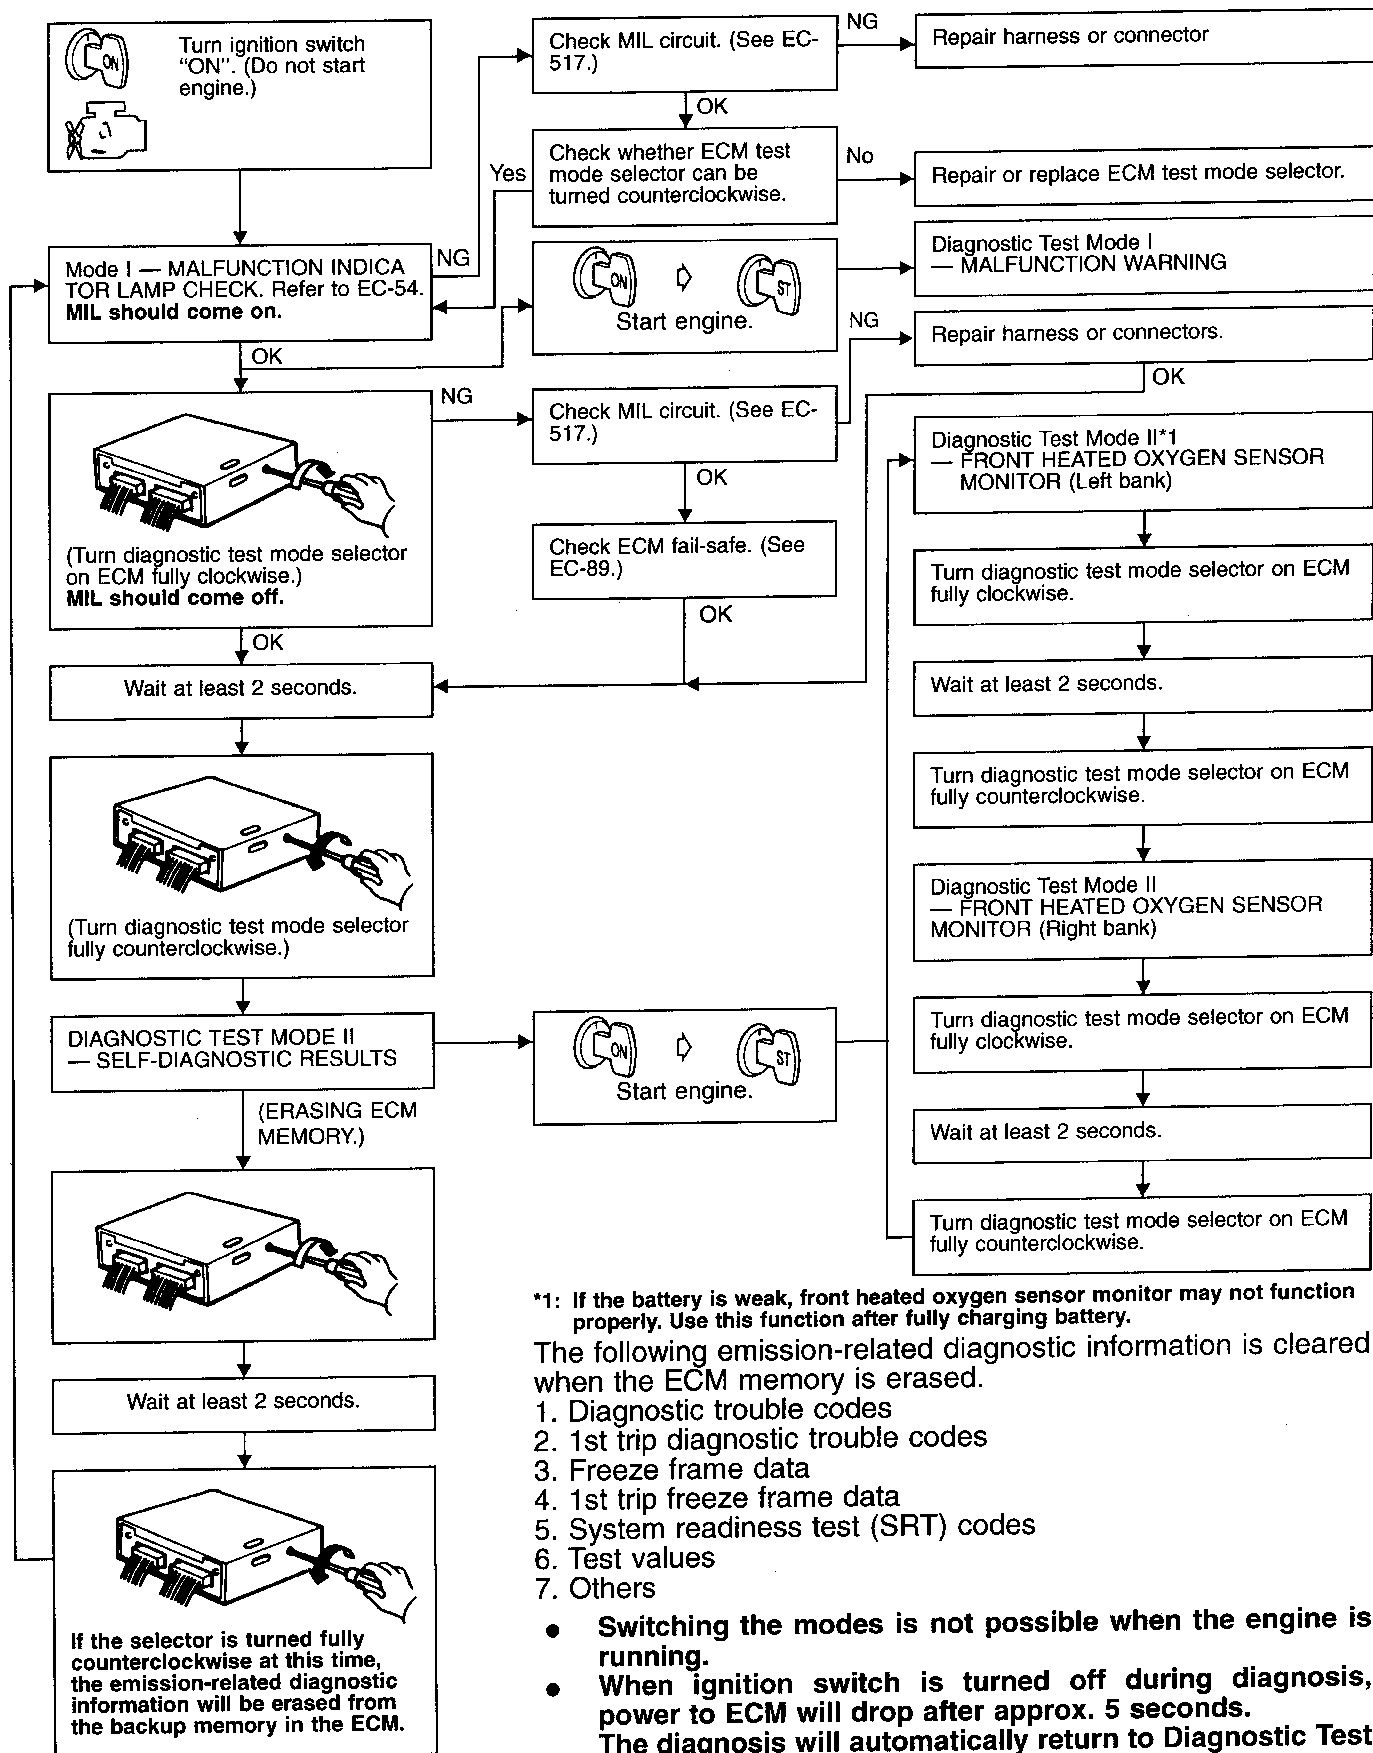 Turn ignition switch
"ON". (Do not start
engine.)
ON
Check MIL circuit. (See EC-
517.)
NG
Repair harness or connector
OK
Check whether ECM test
mode selector can be
turned counterclockwise.
Yes
No
Repair or replace ECM test mode selector.
Mode I — MALFUNCTION INDICA
TOR LAMP CHECK. Refer to EC-54.
MIL should come on.
NG
OK
ON
ST
Start engine.
Diagnostic Test Mode I
— MALFUNCTION WARNING
NG
Repair harness or connectors.
OK
(Turn diagnostic test mode selector
on ECM fully clockwise.)
MIL should come off.
NG
OK
Check MIL circuit. (See EC-
517.)
OK
Check ECM fail-safe. (See
EC-89.)
OK
Wait at least 2 seconds.
(Turn diagnostic test mode selector
fully counterclockwise.)
DIAGNOSTIC TEST MODE II
— SELF-DIAGNOSTIC RESULTS
(ERASING ECM
MEMORY.)
Wait at least 2 seconds.
If the selector is turned fully
counterclockwise at this time,
the emission-related diagnostic
information will be erased from
the backup memory in the ECM.
ON
ST
Start engine.
Diagnostic Test Mode II*1
— FRONT HEATED OXYGEN SENSOR
MONITOR (Left bank)
Turn diagnostic test mode selector on ECM
fully clockwise.
Wait at least 2 seconds.
Turn diagnostic test mode selector on ECM
fully counterclockwise.
Diagnostic Test Mode II
— FRONT HEATED OXYGEN SENSOR
MONITOR (Right bank)
Turn diagnostic test mode selector on ECM
fully clockwise.
Wait at least 2 seconds.
Turn diagnostic test mode selector on ECM
fully counterclockwise.
*1: If the battery is weak, front heated oxygen sensor monitor may not function
properly. Use this function after fully charging battery.
The following emission-related diagnostic information is cleared
when the ECM memory is erased.
1. Diagnostic trouble codes
2. 1st trip diagnostic trouble codes
3. Freeze frame data
4. 1st trip freeze frame data
5. System readiness test (SRT) codes
6. Test values
7. Others
● Switching the modes is not possible when the engine is
running.
● When ignition switch is turned off during diagnosis,
power to ECM will drop after approx. 5 seconds.
The diagnosis will automatically return to Diagnostic Test